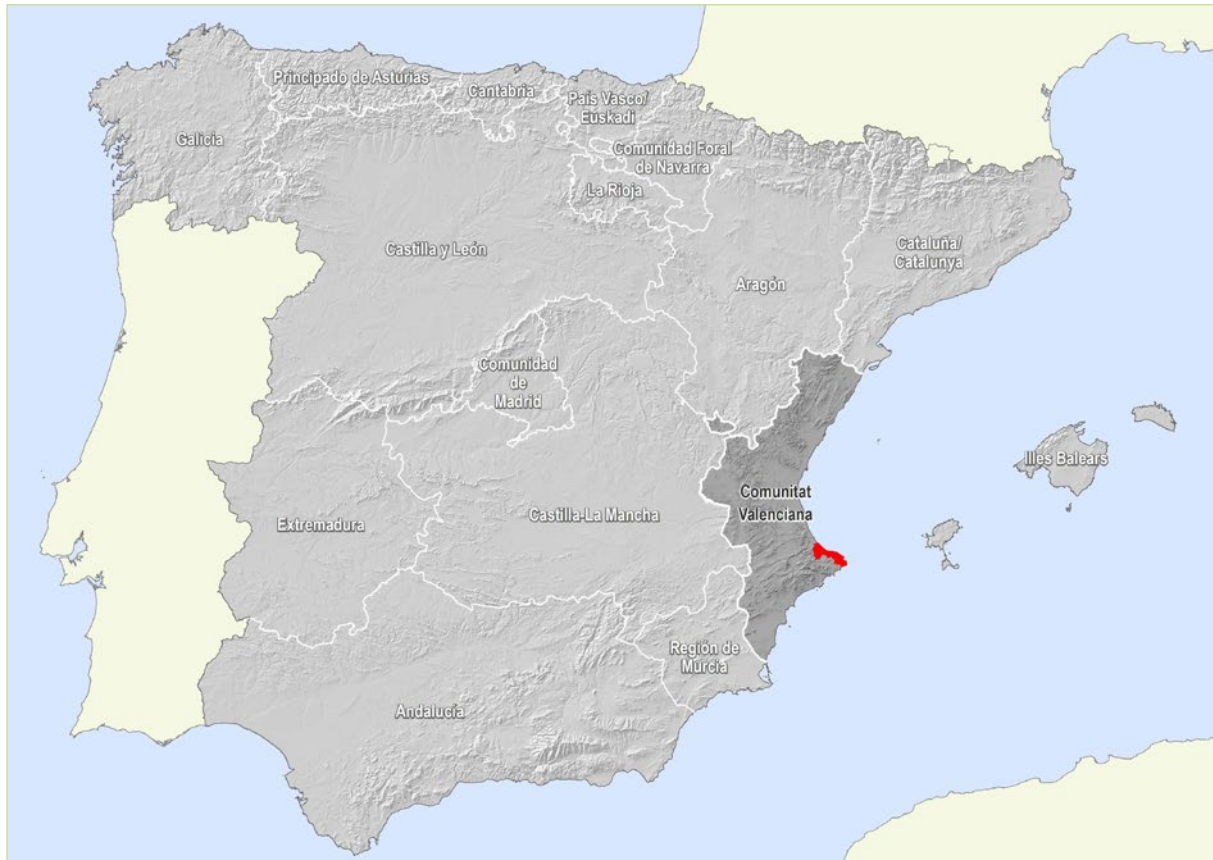 Principado de Asturias
Cantabria
País Vasco/
Euskadi
Galicia
Comunidad Foral
de Navarra
La Rioja
Castilla y León
Cataluña/
Catalunya
Aragón
Comunidad
de
Madrid
Illes Balears
Comunitat
Valenciana
Extremadura
Castilla-La Mancha
Región de
Murcia
Andalucía